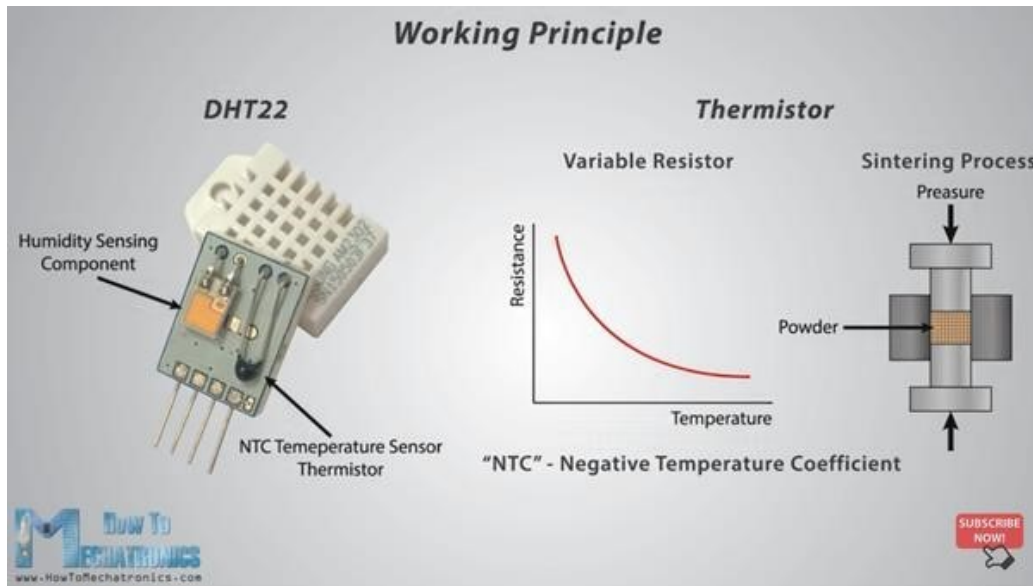 Working Principle
DHT22
Humidity Sensing
Component
NTC Temeperature Sensor
Thermistor
Thermistor
Variable Resistor
Resistance
Temperature
"NTC" - Negative Temperature Coefficient
Sintering Process
Preasure
Powder
How To
Mechatronics
www.HowToMechatronics.com
SUBSCRIBE
NOW!